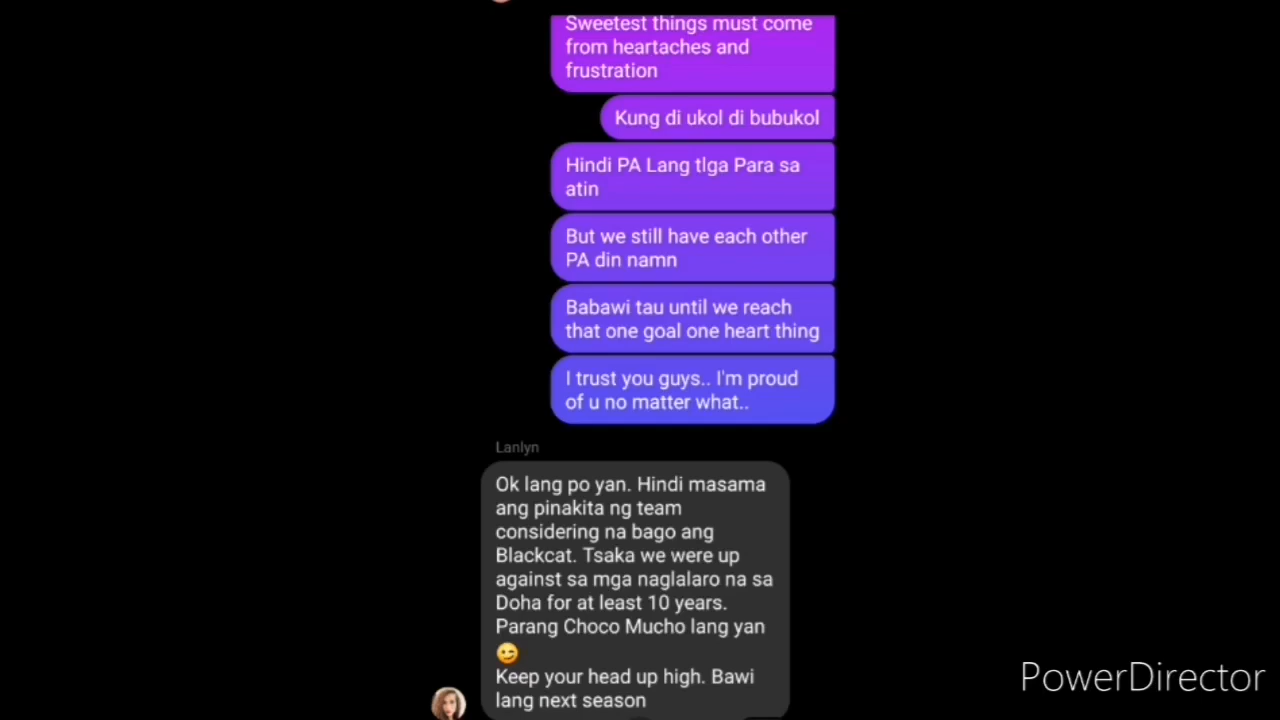 Sweetest things must come
from heartaches and
frustration
Kung di ukol di bubukol
Hindi PA Lang tlga Para sa
atin
But we still have each other
PA din namn
Babawi tau until we reach
that one goal one heart thing
I trust you guys.. I'm proud
of u no matter what..
Lanlyn
Ok lang po yan. Hindi masama
ang pinakita ng team
considering na bago ang
Blackcat. Tsaka we were up
against sa mga naglalaro na sa
Doha for at least 10 years.
Parang Choco Mucho lang yan
😉
Keep your head up high. Bawi
lang next season
PowerDirector